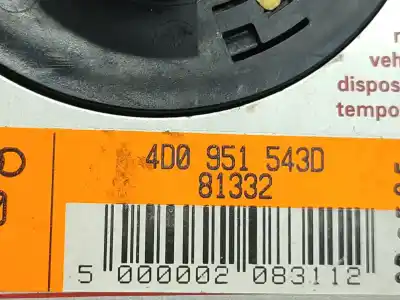 veh
dispos
tempo
4D0 951 543D
81332
5 000002 083112